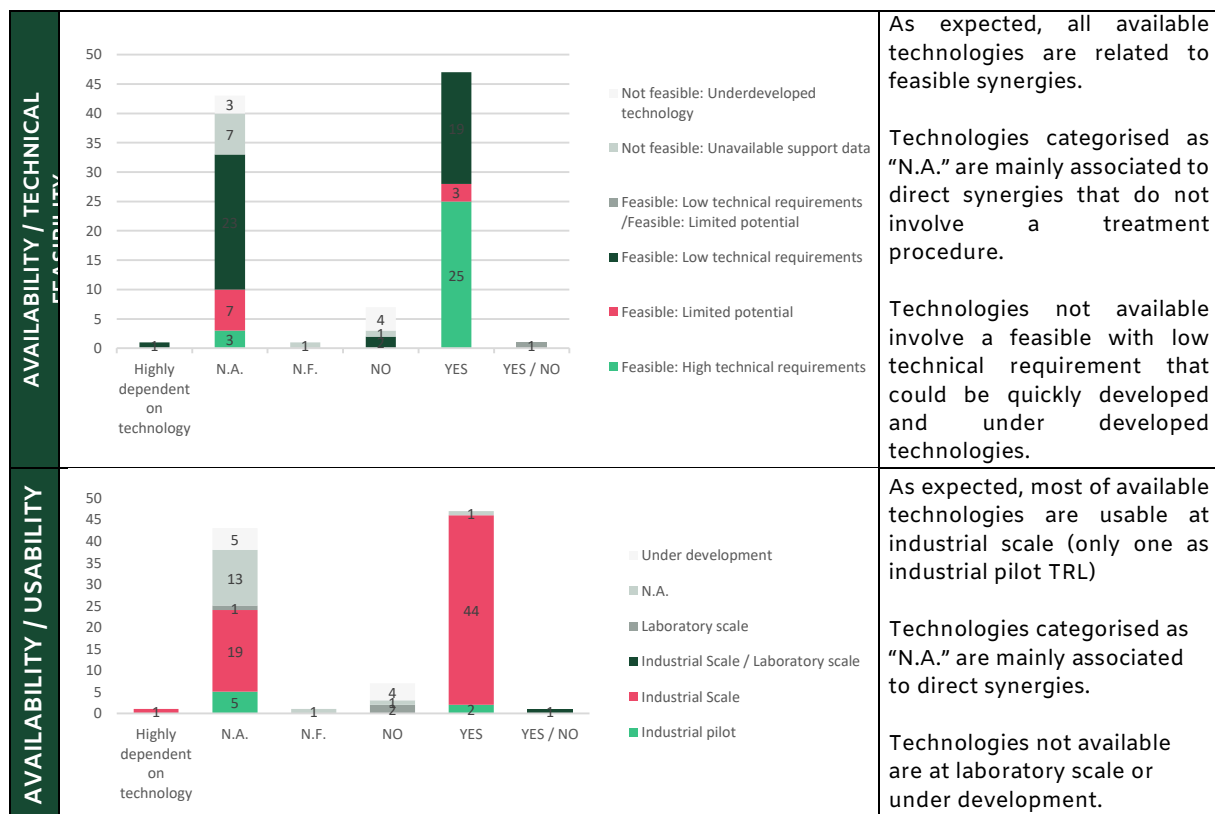 AVAILABILITY / TECHNICAL
FEASIBILITY
50
45
40
35
30
25
20
15
10
5
0
3
7
23
7
3
1
1
4
1
2
19
3
25
1
Highly
dependent
on
technology
N.A.
N.F.
NO
YES
YES / NO
Not feasible: Underdeveloped
technology
Not feasible: Unavailable support data
Feasible: Low technical requirements
/Feasible: Limited potential
Feasible: Low technical requirements
Feasible: Limited potential
Feasible: High technical requirements
As expected, all available
technologies are related to
feasible synergies.
Technologies categorised as
“N.A.” are mainly associated to
direct synergies that do not
involve a treatment
procedure.
Technologies not available
involve a feasible with low
technical requirement that
could be quickly developed
and under developed
technologies.
AVAILABILITY / USABILITY
50
45
40
35
30
25
20
15
10
5
0
1
5
13
1
19
5
1
4
1
2
1
44
2
1
Highly
dependent
on
technology
N.A.
N.F.
NO
YES
YES / NO
Under development
N.A.
Laboratory scale
Industrial Scale / Laboratory scale
Industrial Scale
Industrial pilot
As expected, most of available
technologies are usable at
industrial scale (only one as
industrial pilot TRL)
Technologies categorised as
“N.A.” are mainly associated
to direct synergies.
Technologies not available
are at laboratory scale or
under development.